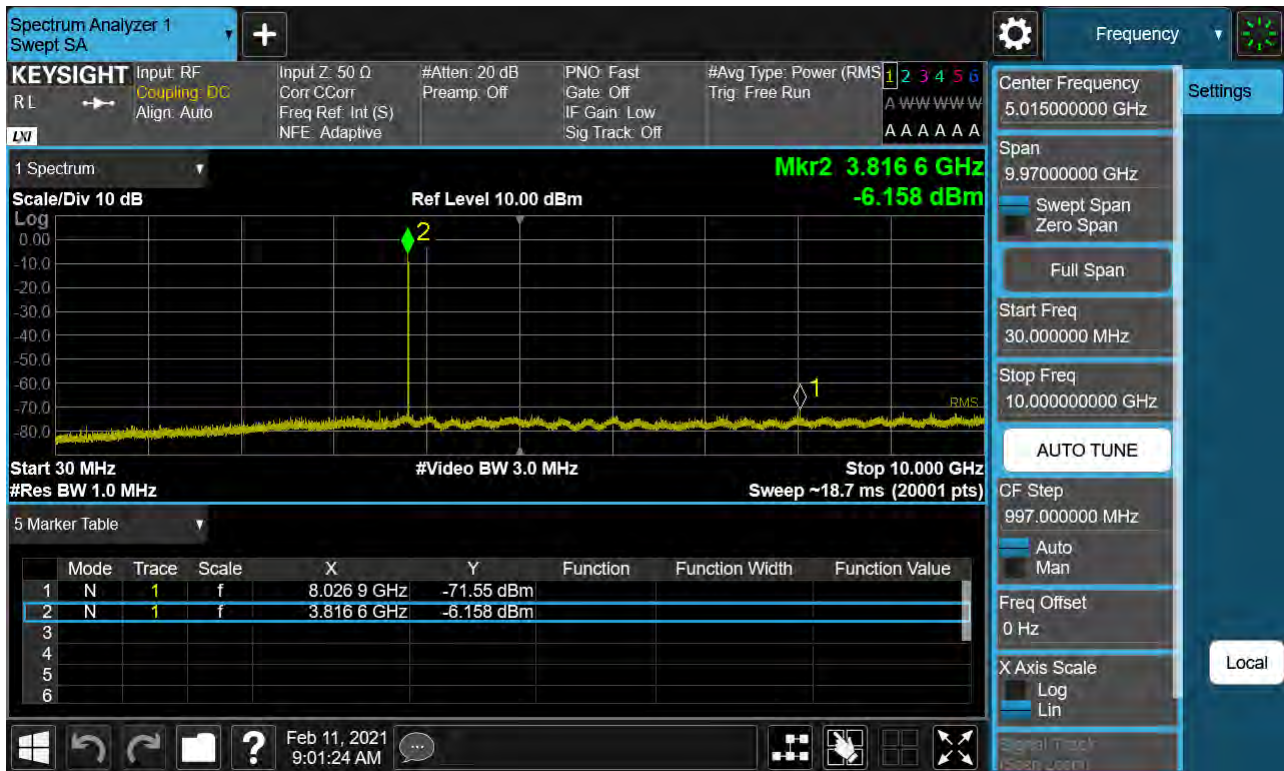 Spectrum Analyzer 1
Swept SA
+
Frequency
KEYSIGHT
RL
LXI
Input: RF
Coupling: DC
Align: Auto
Input Z: 50 Ω
Corr CCorr
Freq Ref: Int (S)
NFE: Adaptive
#Atten: 20 dB
Preamp: Off
PNO: Fast
Gate: Off
IF Gain: Low
Sig Track: Off
#Avg Type: Power (RMS
Trig: Free Run
1 2 3 4 5 6
A W W W W W
A A A A A A
1 Spectrum
Mkr2 3.816 6 GHz
-6.158 dBm
Scale/Div 10 dB
Ref Level 10.00 dBm
Log
0.00
-10.0
-20.0
-30.0
-40.0
-50.0
-60.0
-70.0
-80.0
2
1
RMS
Start 30 MHz
#Video BW 3.0 MHz
Stop 10.000 GHz
#Res BW 1.0 MHz
Sweep ~18.7 ms (20001 pts)
5 Marker Table
Mode Trace Scale X Y Function Function Width Function Value
1 N 1 f 8.026 9 GHz -71.55 dBm
2 N 1 f 3.816 6 GHz -6.158 dBm
3
4
5
6
Center Frequency
5.015000000 GHz
Span
9.97000000 GHz
Swept Span
Zero Span
Full Span
Start Freq
30.000000 MHz
Stop Freq
10.000000000 GHz
AUTO TUNE
CF Step
997.000000 MHz
Auto
Man
Freq Offset
0 Hz
X Axis Scale
Log
Lin
Signal Track
(Span Zoom)
Settings
Local
?
Feb 11, 2021
9:01:24 AM